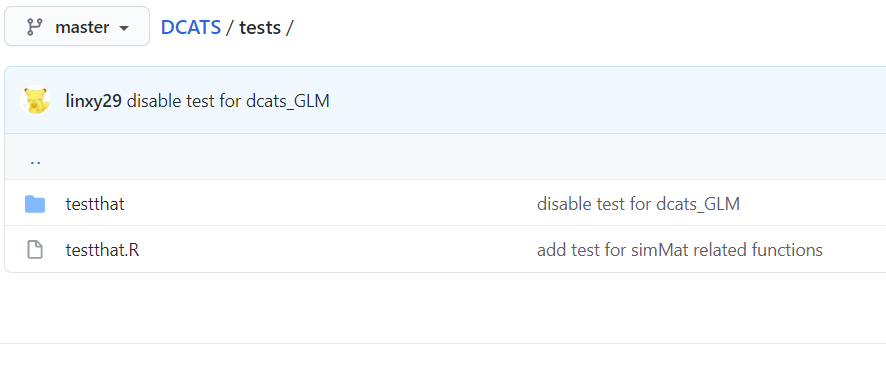 master DCATS / tests /
linxy29 disable test for dcats_GLM
..
testthat disable test for dcats_GLM
testthat.R add test for simMat related functions